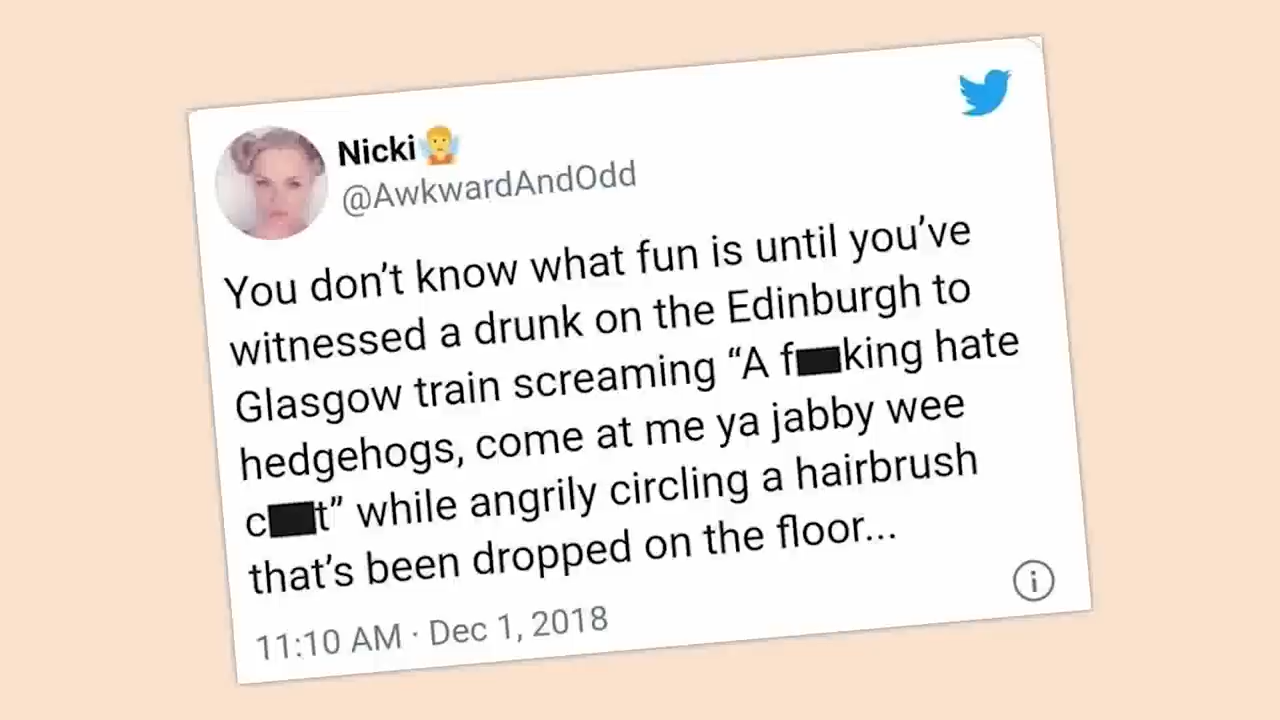 Nicki
@AwkwardAndOdd
You don’t know what fun is until you’ve
witnessed a drunk on the Edinburgh to
Glasgow train screaming “A f██king hate
hedgehogs, come at me ya jabby wee
c██t” while angrily circling a hairbrush
that’s been dropped on the floor...
11:10 AM · Dec 1, 2018